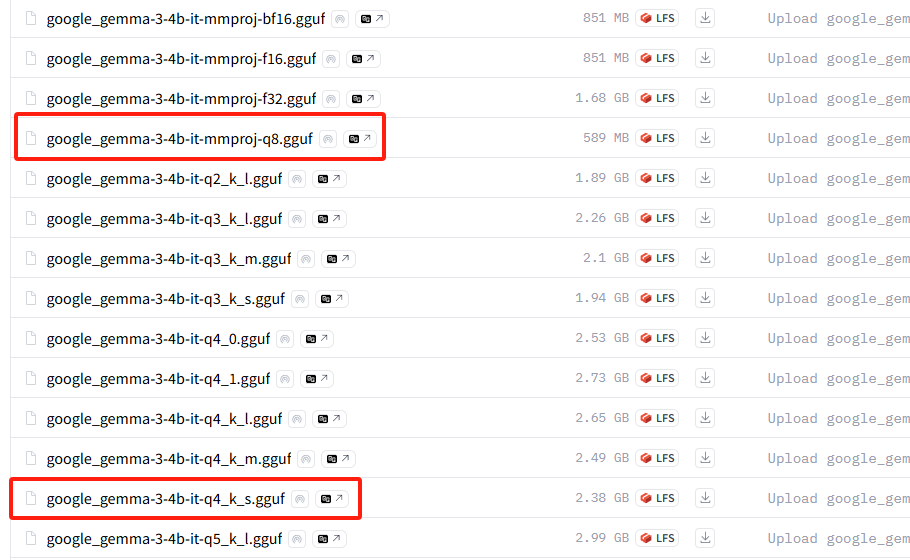 google_gemma-3-4b-it-mmproj-bf16.gguf 851 MB LFS Upload google_gem
google_gemma-3-4b-it-mmproj-f16.gguf 851 MB LFS Upload google_gem
google_gemma-3-4b-it-mmproj-f32.gguf 1.68 GB LFS Upload google_gem
google_gemma-3-4b-it-mmproj-q8.gguf 589 MB LFS Upload google_gem
google_gemma-3-4b-it-q2_k_l.gguf 1.89 GB LFS Upload google_gem
google_gemma-3-4b-it-q3_k_l.gguf 2.26 GB LFS Upload google_gem
google_gemma-3-4b-it-q3_k_m.gguf 2.1 GB LFS Upload google_gem
google_gemma-3-4b-it-q3_k_s.gguf 1.94 GB LFS Upload google_gem
google_gemma-3-4b-it-q4_0.gguf 2.53 GB LFS Upload google_gem
google_gemma-3-4b-it-q4_1.gguf 2.73 GB LFS Upload google_gem
google_gemma-3-4b-it-q4_k_l.gguf 2.65 GB LFS Upload google_gem
google_gemma-3-4b-it-q4_k_m.gguf 2.49 GB LFS Upload google_gem
google_gemma-3-4b-it-q4_k_s.gguf 2.38 GB LFS Upload google_gem
google_gemma-3-4b-it-q5_k_l.gguf 2.99 GB LFS Upload google_gem